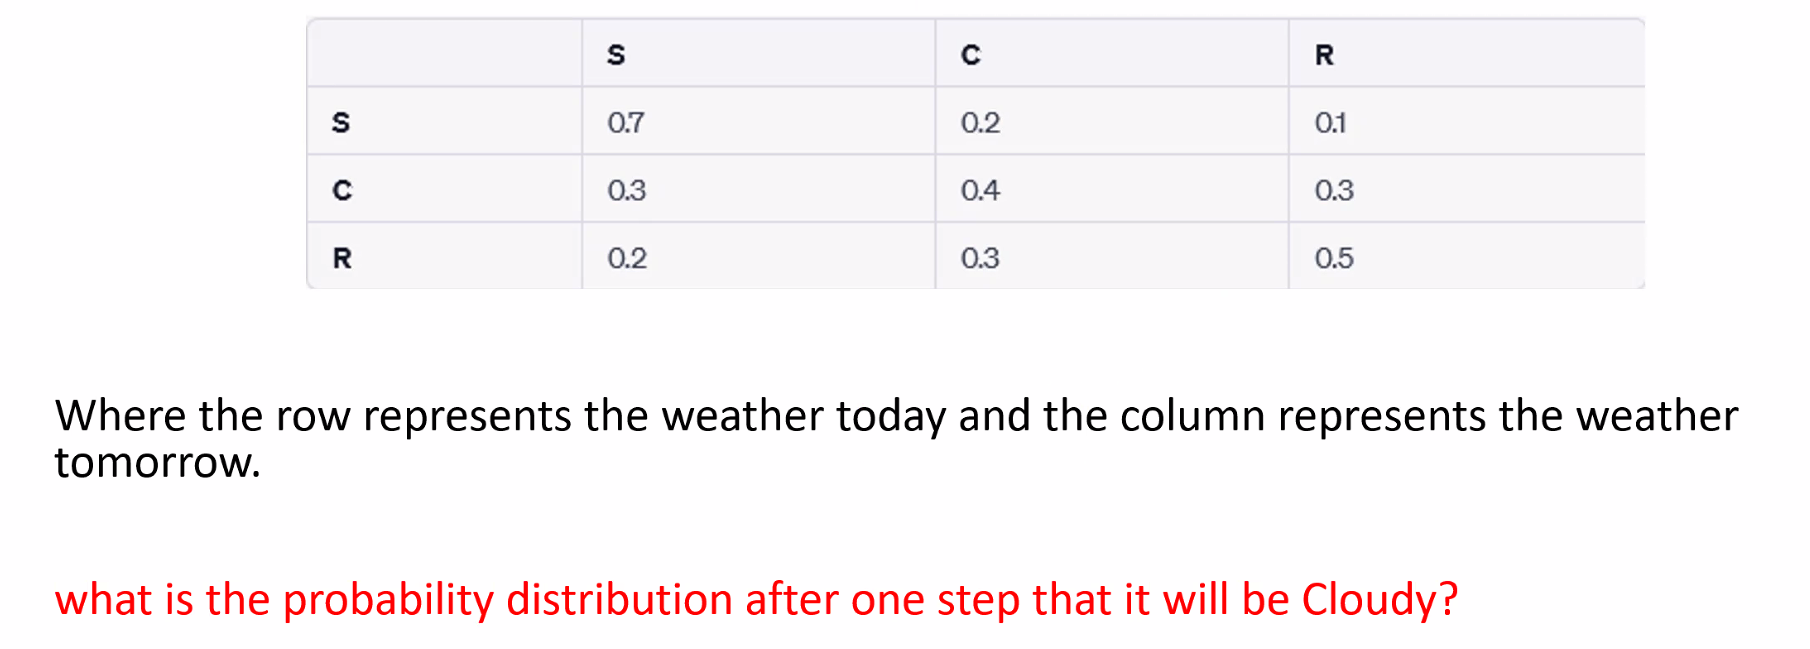 S C R
S 0.7 0.2 0.1
C 0.3 0.4 0.3
R 0.2 0.3 0.5
Where the row represents the weather today and the column represents the weather
tomorrow.
what is the probability distribution after one step that it will be Cloudy?